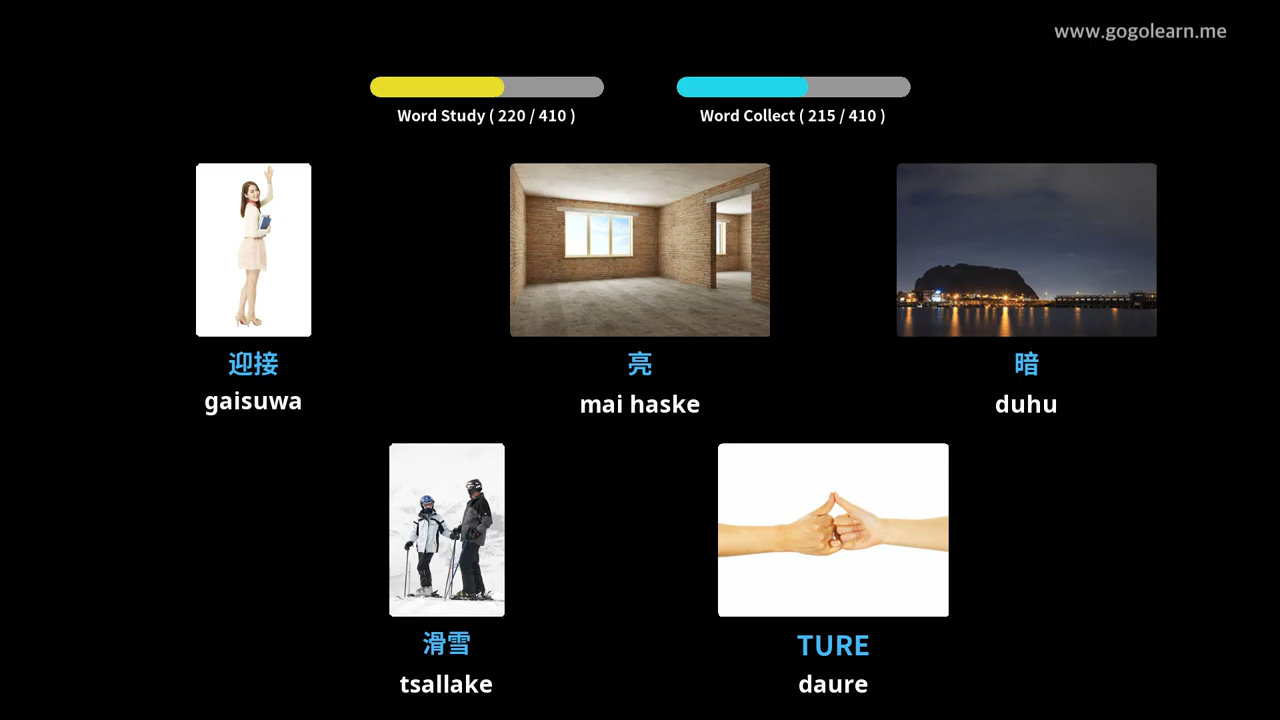 www.gogolearn.me
Word Study ( 220 / 410 )
Word Collect ( 215 / 410 )
迎接
gaisuwa
亮
mai haske
暗
duhu
滑雪
tsallake
TURE
daure